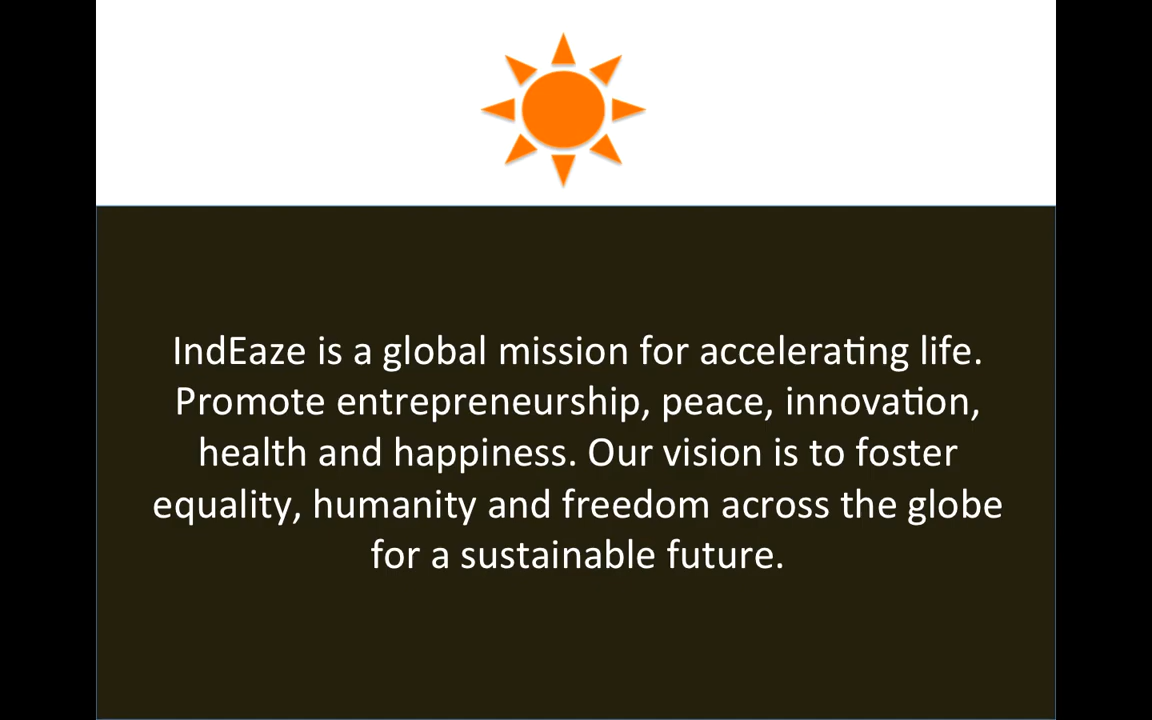 IndEaze is a global mission for accelerating life.
Promote entrepreneurship, peace, innovation,
health and happiness. Our vision is to foster
equality, humanity and freedom across the globe
for a sustainable future.